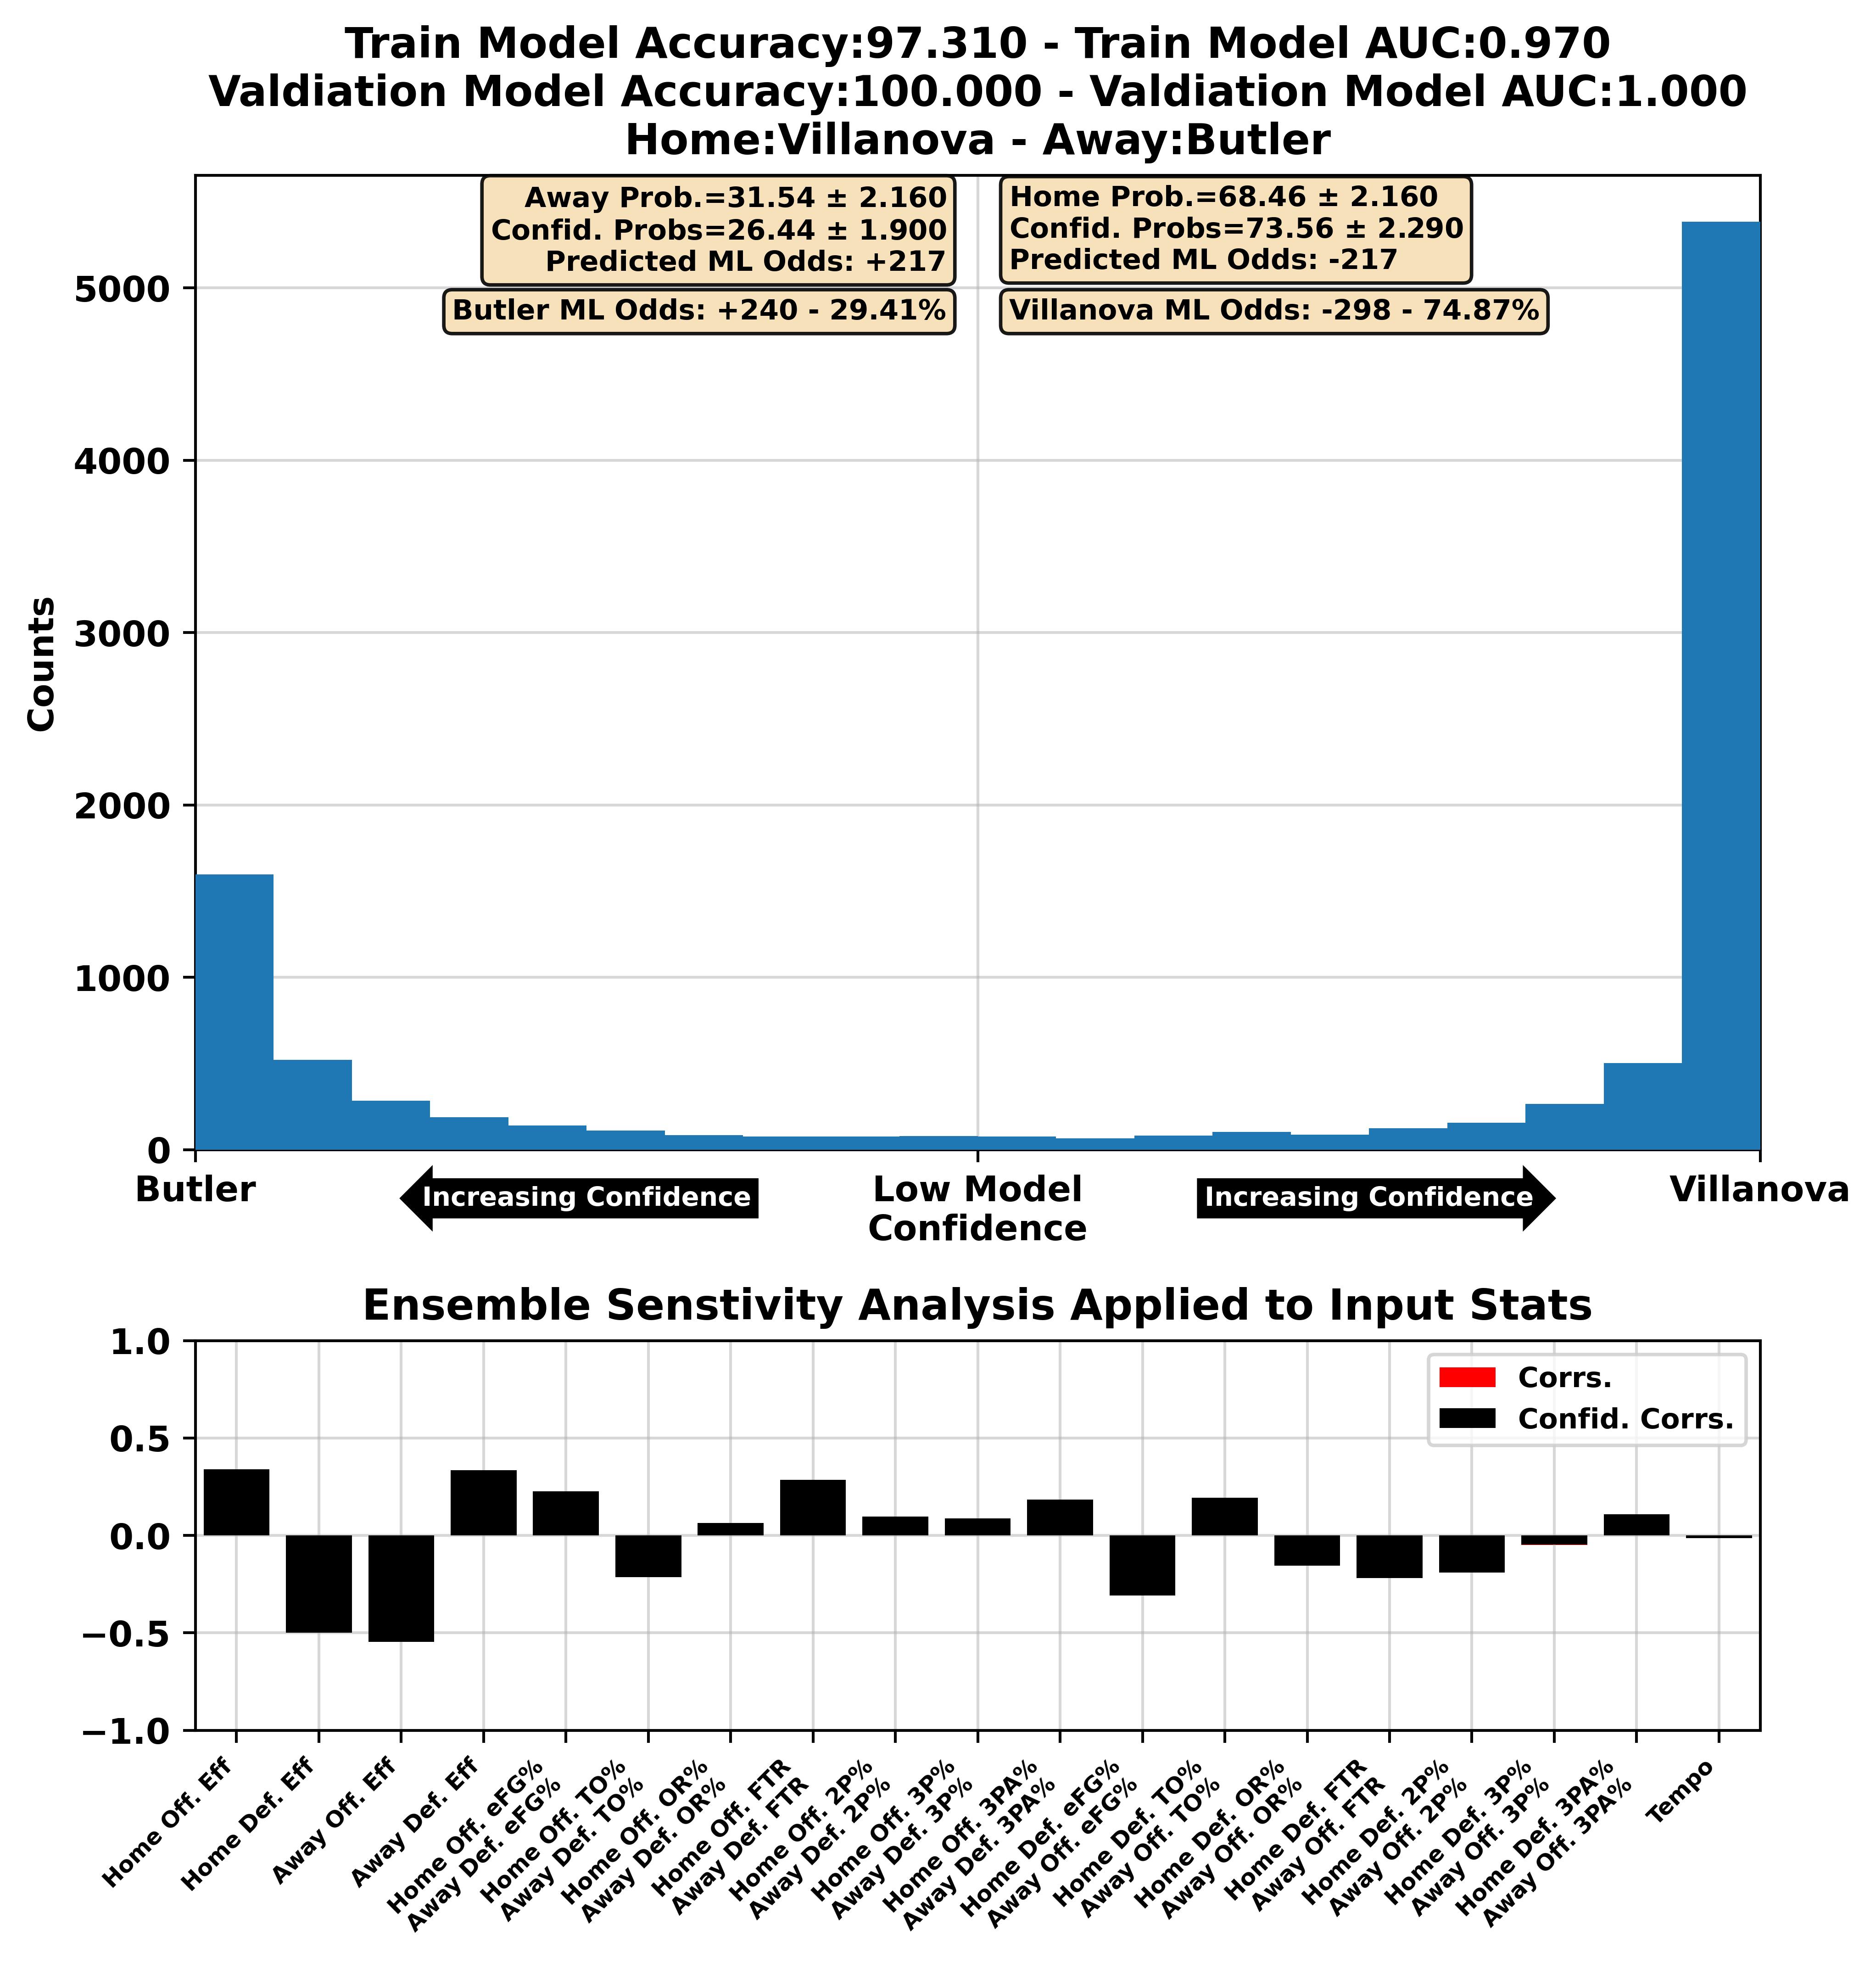 Train Model Accuracy:97.310 - Train Model AUC:0.970
Valdiation Model Accuracy:100.000 - Valdiation Model AUC:1.000
Home:Villanova - Away:Butler
Away Prob.=31.54 ± 2.160
Confid. Probs=26.44 ± 1.900
Predicted ML Odds: +217
Butler ML Odds: +240 - 29.41%
Home Prob.=68.46 ± 2.160
Confid. Probs=73.56 ± 2.290
Predicted ML Odds: -217
Villanova ML Odds: -298 - 74.87%
Counts
5000
4000
3000
2000
1000
0
Butler
Increasing Confidence
Low Model
Confidence
Increasing Confidence
Villanova
Ensemble Senstivity Analysis Applied to Input Stats
Corrs.
Confid. Corrs.
1.0
0.5
0.0
−0.5
−1.0
Home Off. Eff
Home Def. Eff
Away Off. Eff
Away Def. Eff
Home Off. eFG%
Away Def. eFG%
Home Off. TO%
Away Def. TO%
Home Off. OR%
Away Def. OR%
Home Off. FTR
Away Def. FTR
Home Off. 2P%
Away Def. 2P%
Home Off. 3P%
Away Def. 3P%
Home Off. 3PA%
Away Def. 3PA%
Home Def. eFG%
Away Off. eFG%
Home Def. TO%
Away Off. TO%
Home Def. OR%
Away Off. OR%
Home Def. FTR
Away Off. FTR
Home Def. 2P%
Away Off. 2P%
Home Def. 3P%
Away Off. 3P%
Home Def. 3PA%
Away Off. 3PA%
Tempo